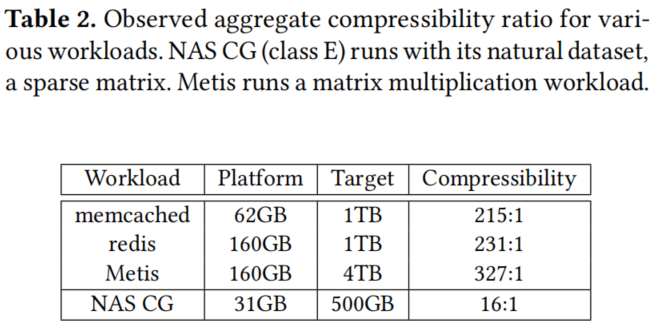 Table 2. Observed aggregate compressibility ratio for vari-
ous workloads. NAS CG (class E) runs with its natural dataset,
a sparse matrix. Metis runs a matrix multiplication workload.
Workload Platform Target Compressibility
memcached 62GB 1TB 215:1
redis 160GB 1TB 231:1
Metis 160GB 4TB 327:1
NAS CG 31GB 500GB 16:1